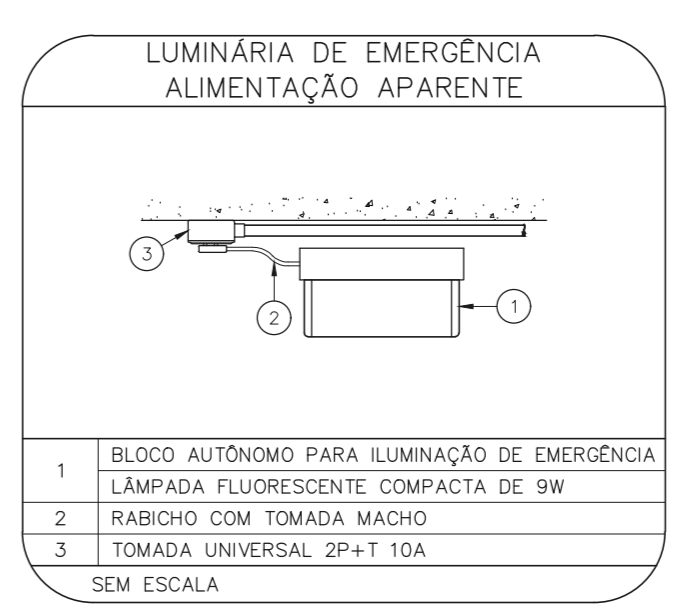 LUMINÁRIA DE EMERGÊNCIA
ALIMENTAÇÃO APARENTE
3
2
1
1
BLOCO AUTÔNOMO PARA ILUMINAÇÃO DE EMERGÊNCIA
LÂMPADA FLUORESCENTE COMPACTA DE 9W
2 RABICHO COM TOMADA MACHO
3 TOMADA UNIVERSAL 2P+T 10A
SEM ESCALA